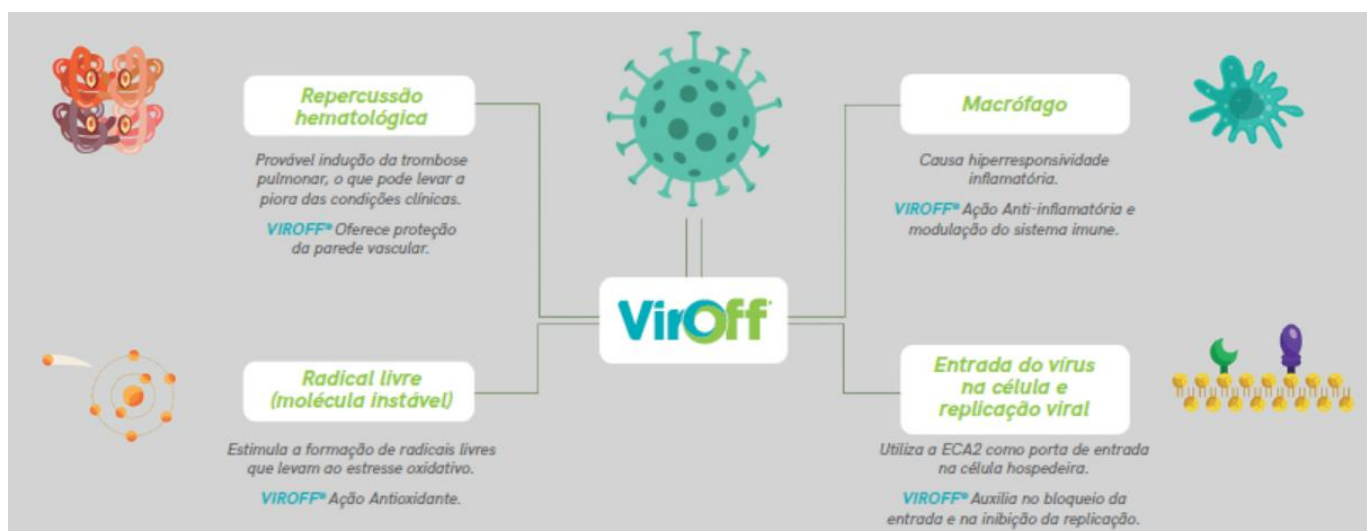 Repercussão
hematológica
Provável indução da trombose
pulmonar, o que pode levar a
piora das condições clínicas.
VIROFF® Oferece proteção
da parede vascular.
Macrófago
Causa hiperresponsividade
inflamatória.
VIROFF® Ação Anti-inflamatória e
modulação do sistema imune.
VirOff®
Radical livre
(molécula instável)
Estimula a formação de radicais livres
que levam ao estresse oxidativo.
VIROFF® Ação Antioxidante.
Entrada do vírus
na célula e
replicação viral
Utiliza a ECA2 como porta de entrada
na célula hospedeira.
VIROFF® Auxilia no bloqueio da
entrada e na inibição da replicação.